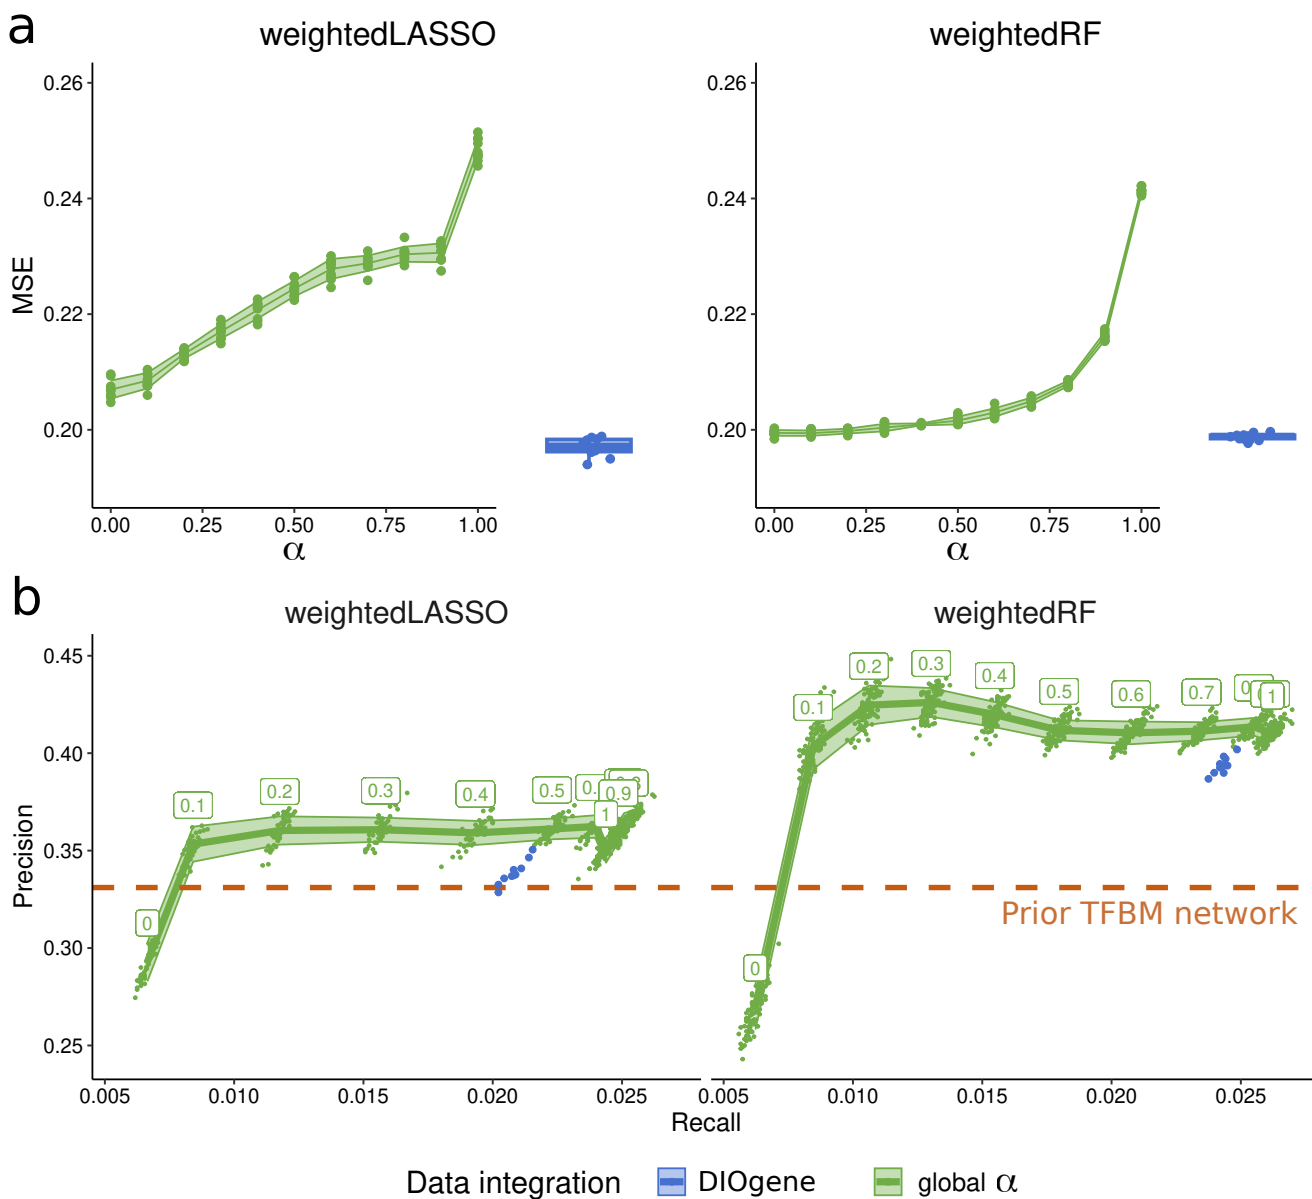 a
weightedLASSO
weightedRF
0.26
0.24
0.22
0.20
MSE
0.00 0.25 0.50 0.75 1.00
α
0.26
0.24
0.22
0.20
0.00 0.25 0.50 0.75 1.00
α
b
weightedLASSO
weightedRF
0.45
0.40
0.35
0.30
0.25
Precision
0
0.1
0.2
0.3
0.4
0.5
0.9
1
0
0.1
0.2
0.3
0.4
0.5
0.6
0.7
1
Prior TFBM network
0.005 0.010 0.015 0.020 0.025
0.005 0.010 0.015 0.020 0.025
Recall
Data integration DIOgene global α